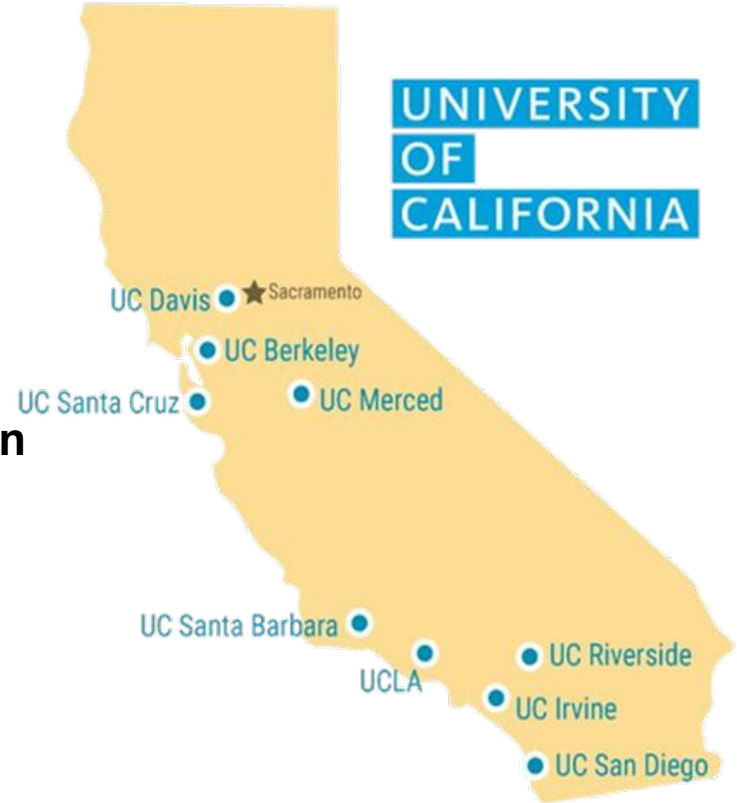 UNIVERSITY
OF
CALIFORNIA
UC Davis
Sacramento
UC Berkeley
UC Santa Cruz
UC Merced
n
UC Santa Barbara
UCLA
UC Riverside
UC Irvine
UC San Diego